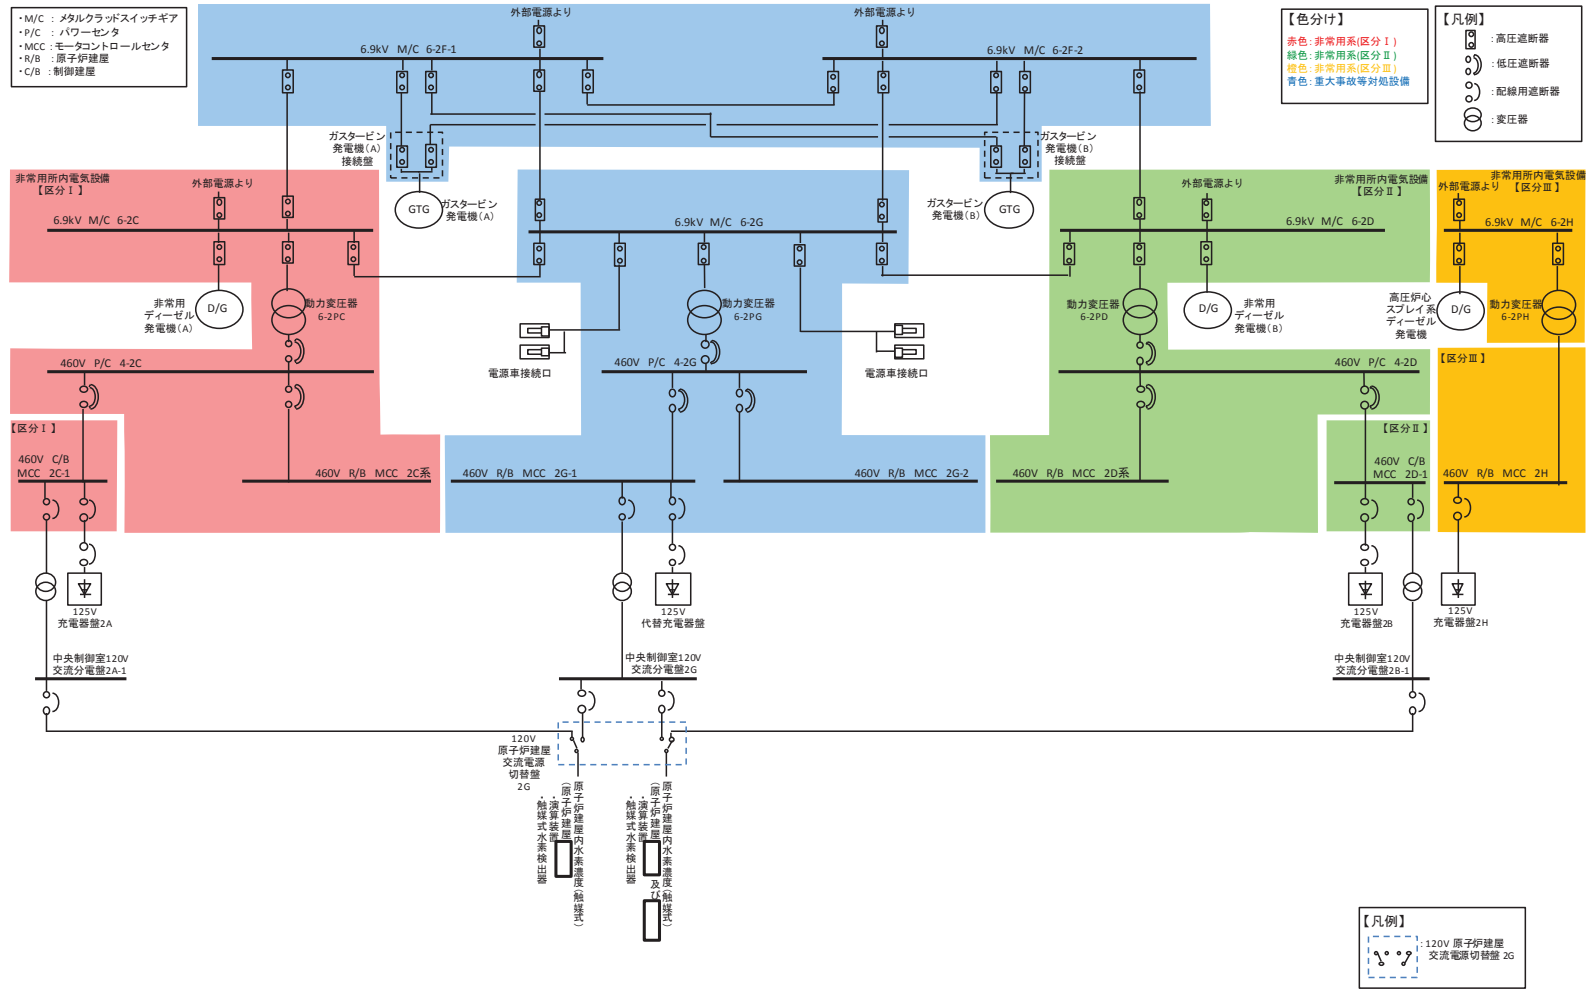 ・M/C ： メタルクラッドスイッチギア
・P/C ： パワーセンタ
・MCC ：モータコントロールセンタ
・R/B ：原子炉建屋
・C/B ：制御建屋
外部電源より
外部電源より
6.9kV M/C 6-2F-1
6.9kV M/C 6-2F-2
【色分け】
赤色：非常用系(区分Ⅰ)
緑色：非常用系(区分Ⅱ)
橙色：非常用系(区分Ⅲ)
青色：重大事故等対処設備
【凡例】
：高圧遮断器
：低圧遮断器
：配線用遮断器
：変圧器
ガスタービン
発電機(A)
接続盤
ガスタービン
発電機(B)
接続盤
GTG
ガスタービン
発電機(A)
ガスタービン
発電機(B)
GTG
非常用所内電気設備
【区分Ⅰ】
外部電源より
6.9kV M/C 6-2C
6.9kV M/C 6-2G
非常用所内電気設備
【区分Ⅱ】
外部電源より
6.9kV M/C 6-2D
非常用所内電気設備
【区分Ⅲ】
外部電源より
6.9kV M/C 6-2H
非常用
ディーゼル
発電機(A)
D/G
動力変圧器
6-2PC
動力変圧器
6-2PG
動力変圧器
6-2PD
D/G
非常用
ディーゼル
発電機(B)
高圧炉心
スプレイ系
ディーゼル
発電機
D/G
動力変圧器
6-2PH
電源車接続口
電源車接続口
460V P/C 4-2C
460V P/C 4-2G
460V P/C 4-2D
【区分Ⅲ】
【区分Ⅰ】
460V C/B
MCC 2C-1
460V R/B MCC 2C系
460V R/B MCC 2G-1
460V R/B MCC 2G-2
460V R/B MCC 2D系
【区分Ⅱ】
460V C/B
MCC 2D-1
460V R/B MCC 2H
125V
充電器盤2A
125V
代替充電器盤
125V
充電器盤2B
125V
充電器盤2H
中央制御室120V
交流分電盤2A-1
中央制御室120V
交流分電盤2G
中央制御室120V
交流分電盤2B-1
120V
原子炉建屋
交流電源
切替盤
2G
原子炉建屋内水素濃度(触媒式)
(原子炉建屋
・演算装置
・触媒式水素検出器
原子炉建屋内水素濃度(触媒式)
(原子炉建屋 及び
・演算装置
・触媒式水素検出器
【凡例】
：120V 原子炉建屋
交流電源切替盤 2G